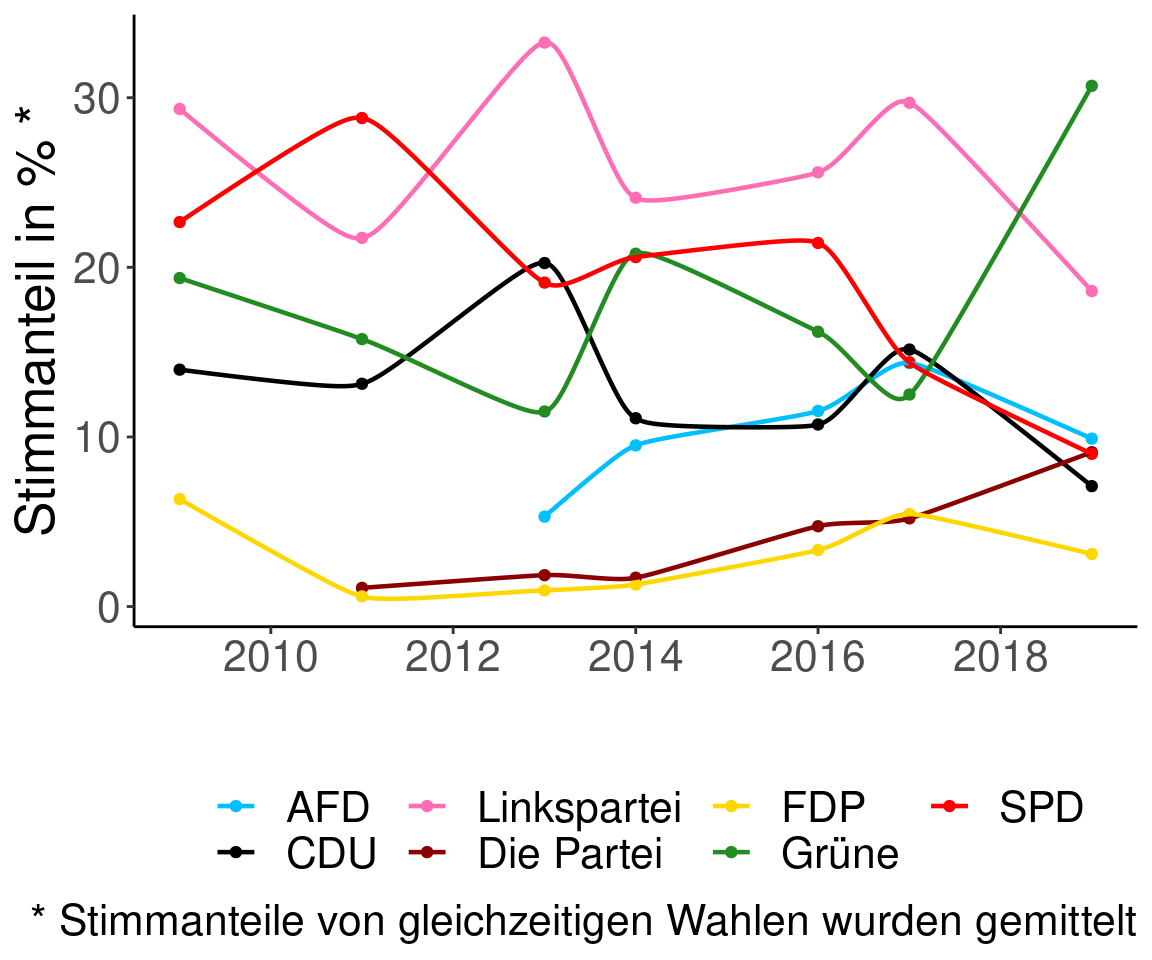 Stimmanteil in % *
30
20
10
0
2010 2012 2014 2016 2018
AFD Linkspartei FDP SPD
CDU Die Partei Grüne
* Stimmanteile von gleichzeitigen Wahlen wurden gemittelt